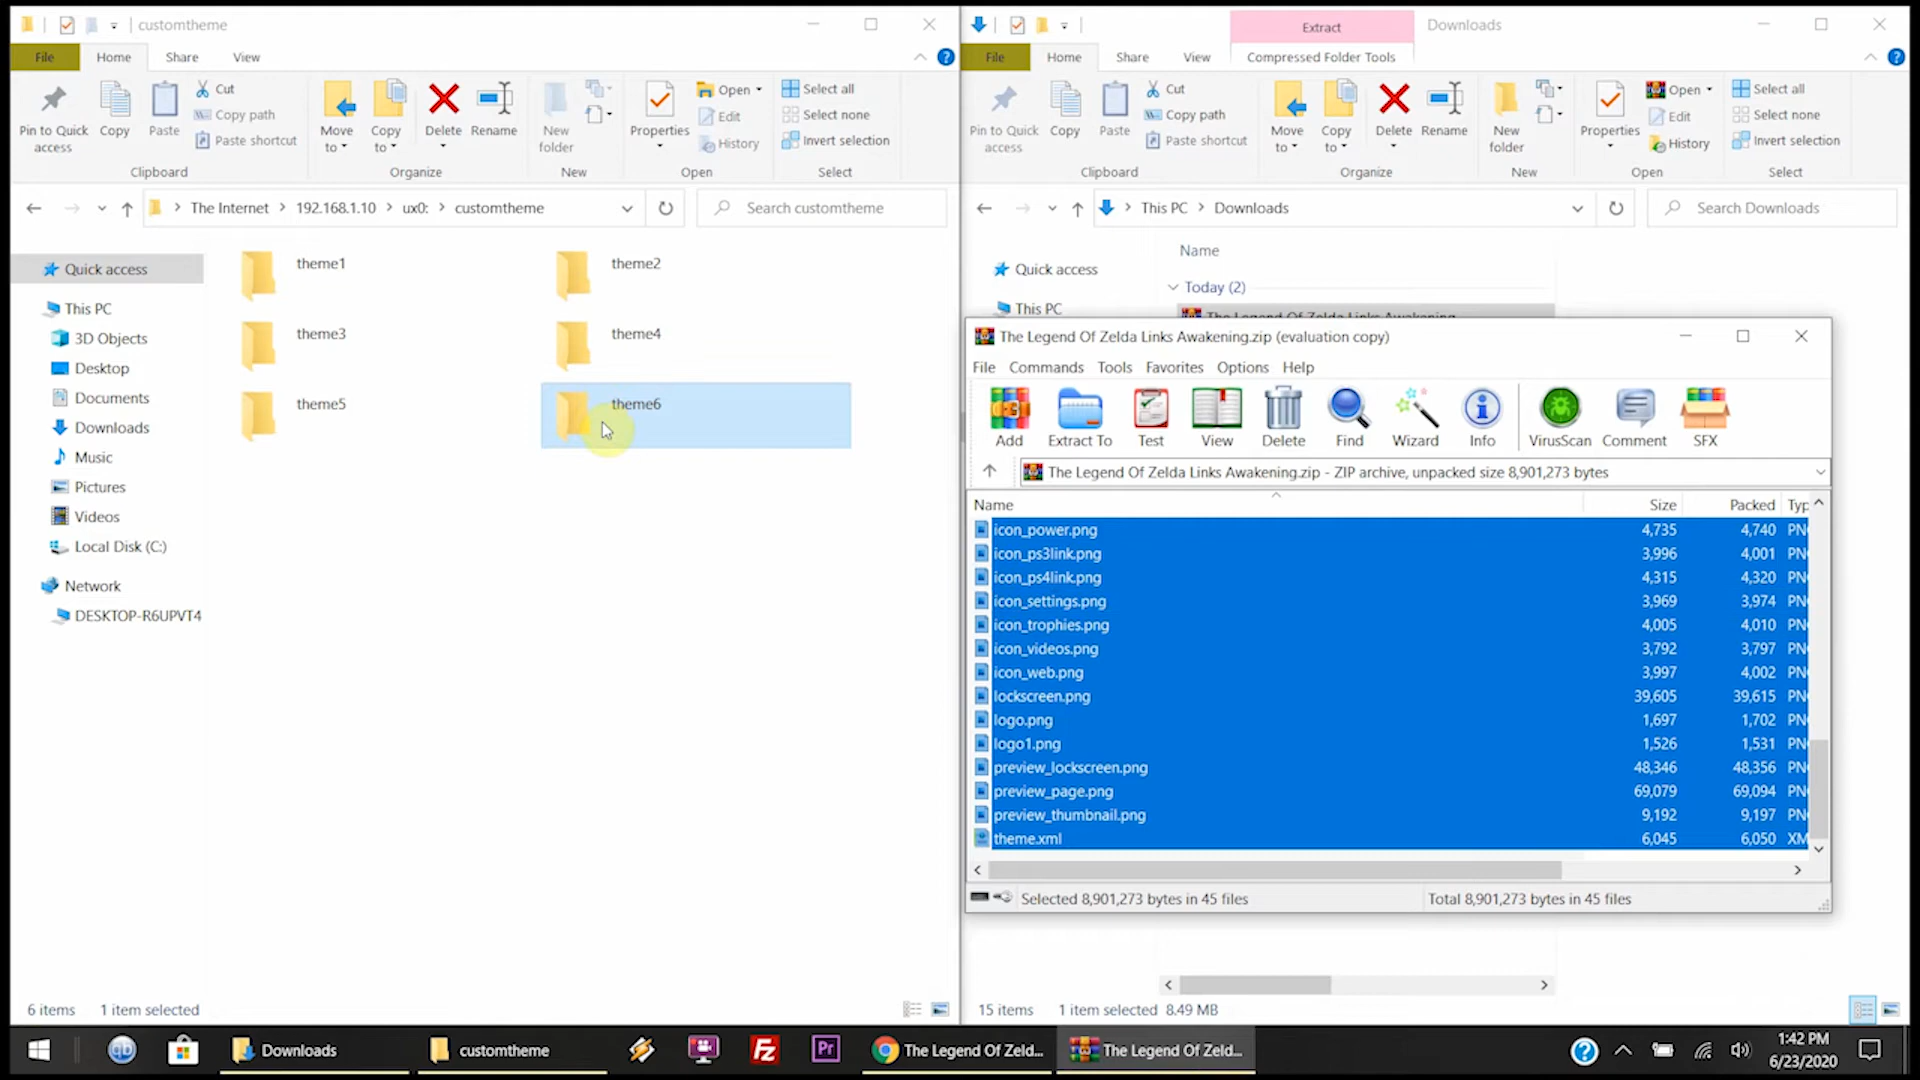 customtheme
File
Home
Share
View
Pin to Quick access
Copy
Paste
Cut
Copy path
Paste shortcut
Clipboard
Move to
Copy to
Delete
Rename
Organize
New folder
New
Properties
Open
Edit
History
Open
Select all
Select none
Invert selection
Select
The Internet
192.168.1.10
ux0:
customtheme
Search customtheme
Quick access
This PC
3D Objects
Desktop
Documents
Downloads
Music
Pictures
Videos
Local Disk (C:)
Network
DESKTOP-R6UPVT4
theme1
theme2
theme3
theme4
theme5
theme6
6 items
1 item selected
Extract
Downloads
File
Home
Share
View
Compressed Folder Tools
Pin to Quick access
Copy
Paste
Cut
Copy path
Paste shortcut
Clipboard
Move to
Copy to
Delete
Rename
Organize
New folder
New
Properties
Open
Edit
History
Open
Select all
Select none
Invert selection
Select
This PC
Downloads
Search Downloads
Name
Quick access
Today (2)
This PC
The Legend Of Zelda Links Awakening
The Legend Of Zelda Links Awakening.zip (evaluation copy)
File Commands Tools Favorites Options Help
Add
Extract To
Test
View
Delete
Find
Wizard
Info
VirusScan
Comment
SFX
The Legend Of Zelda Links Awakening.zip - ZIP archive, unpacked size 8,901,273 bytes
Name Size Packed Typ
icon_power.png 4,735 4,740 PN
icon_ps3link.png 3,996 4,001 PN
icon_ps4link.png 4,315 4,320 PN
icon_settings.png 3,969 3,974 PN
icon_trophies.png 4,005 4,010 PN
icon_videos.png 3,792 3,797 PN
icon_web.png 3,997 4,002 PN
lockscreen.png 39,605 39,615 PN
logo.png 1,697 1,702 PN
logo1.png 1,526 1,531 PN
preview_lockscreen.png 48,346 48,356 PN
preview_page.png 69,079 69,094 PN
preview_thumbnail.png 9,192 9,197 PN
theme.xml 6,045 6,050 XM
Selected 8,901,273 bytes in 45 files
Total 8,901,273 bytes in 45 files
15 items
1 item selected 8.49 MB
Downloads
customtheme
Fz
Pr
The Legend Of Zeld...
The Legend Of Zeld...
1:42 PM
6/23/2020